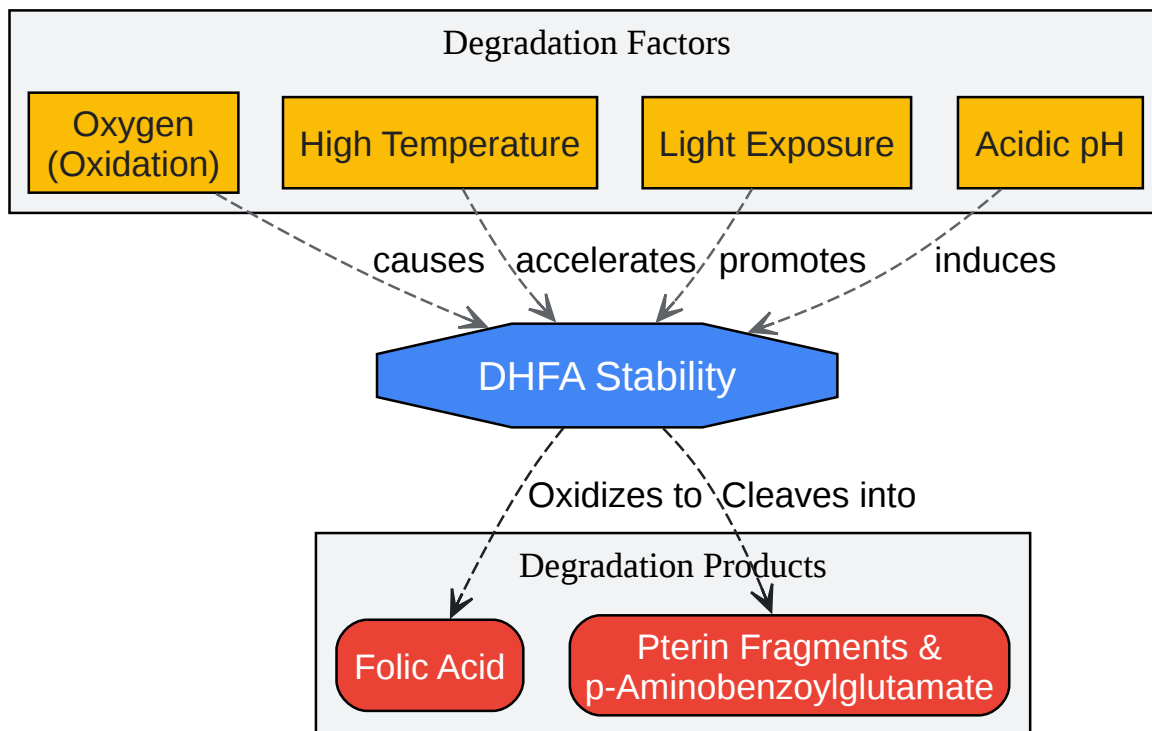 Degradation Factors
Oxygen
(Oxidation)
High Temperature
Light Exposure
Acidic pH
causes
accelerates
promotes
induces
DHFA Stability
Oxidizes to
Cleaves into
Degradation Products
Folic Acid
Pterin Fragments &
p-Aminobenzoylglutamate